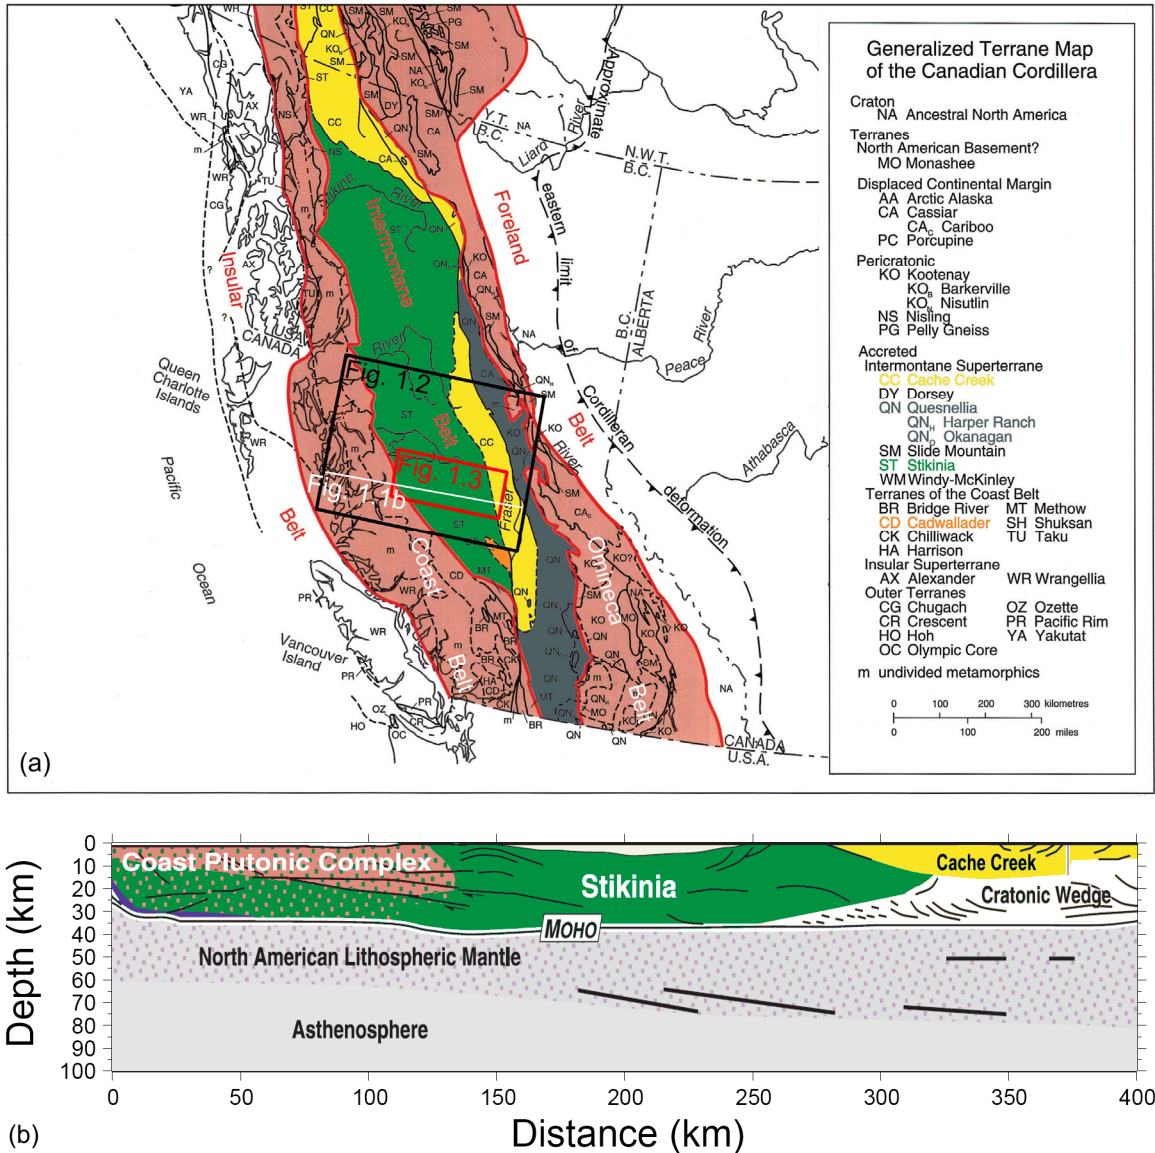 Generalized Terrane Map
of the Canadian Cordillera
Craton
NA Ancestral North America
Terranes
North American Basement?
MO Monashee
Displaced Continental Margin
AA Arctic Alaska
CA Cassiar
CA_C Cariboo
PC Porcupine
Pericratonic
KO Kootenay
KO_B Barkerville
KO_N Nisutlin
NS Nisling
PG Pelly Gneiss
Accreted
Intermontane Superterrane
CC Cache Creek
DY Dorsey
QN Quesnellia
QN_H Harper Ranch
QN_O Okanagan
SM Slide Mountain
ST Stikinia
WM Windy-McKinley
Terranes of the Coast Belt
BR Bridge River MT Methow
CD Cadwallader SH Shuksan
CK Chilliwack TU Taku
HA Harrison
Insular Superterrane
AX Alexander WR Wrangellia
Outer Terranes
CG Chugach OZ Ozette
CR Crescent PR Pacific Rim
HO Hoh YA Yakutat
OC Olympic Core
m undivided metamorphics
0 100 200 300 kilometres
0 100 200 miles
Approximate
eastern
limit
of
Cordilleran
deformation
Y.T.
B.C.
N.W.T.
B.C.
Liard
River
Stikine
River
Foreland
Belt
Intermontane
Belt
Insular
Belt
Coast
Belt
Omineca
Belt
B.C.
ALBERTA
Peace
River
Athabasca
River
River
Fraser
USA
CANADA
Queen
Charlotte
Islands
Pacific
Ocean
Vancouver
Island
CANADA
U.S.A.
Fig. 1.2
Fig. 1.3
Fig. 1.1b
(a)
0
10
20
30
40
50
60
70
80
90
100
Depth (km)
Coast Plutonic Complex
Stikinia
Cache Creek
Cratonic Wedge
MOHO
North American Lithospheric Mantle
Asthenosphere
0 50 100 150 200 250 300 350 400
Distance (km)
(b)